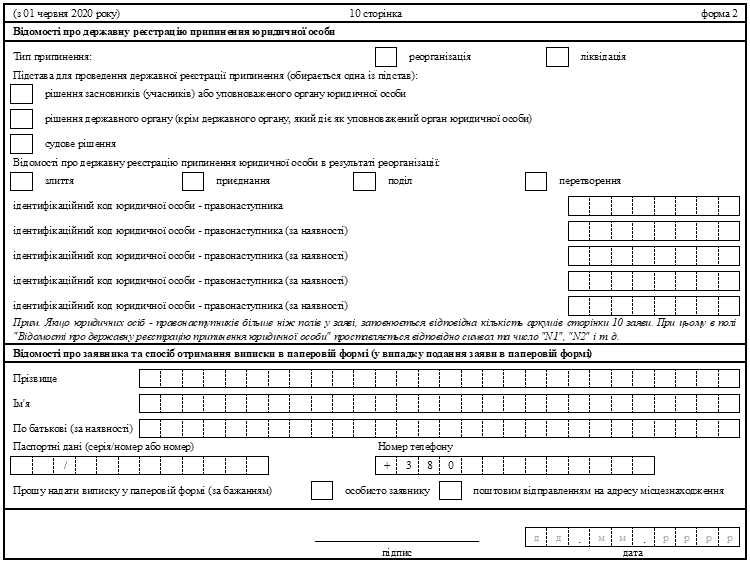 (з 01 червня 2020 року) 10 сторінка форма 2
Відомості про державну реєстрацію припинення юридичної особи
Тип припинення: реорганізація ліквідація
Підстава для проведення державної реєстрації припинення (обирається одна із підстав):
рішення засновників (учасників) або уповноваженого органу юридичної особи
рішення державного органу (крім державного органу, який діє як уповноважений орган юридичної особи)
судове рішення
Відомості про державну реєстрацію припинення юридичної особи в результаті реорганізації:
злиття приєднання поділ перетворення
ідентифікаційний код юридичної особи - правонаступника
ідентифікаційний код юридичної особи - правонаступника (за наявності)
ідентифікаційний код юридичної особи - правонаступника (за наявності)
ідентифікаційний код юридичної особи - правонаступника (за наявності)
ідентифікаційний код юридичної особи - правонаступника (за наявності)
Прим. Якщо юридичних осіб - правонаступників більше ніж полів у заяві, заповнюється відповідна кількість аркушів сторінки 10 заяви. При цьому в полі
"Відомості про державну реєстрацію припинення юридичної особи" проставляється відповідно символ та число "N1", "N2" і т. д.
Відомості про заявника та спосіб отримання виписки в паперовій формі (у випадку подання заяви в паперовій формі)
Прізвище
Ім'я
По батькові (за наявності)
Паспортні дані (серія/номер або номер) Номер телефону
/ + 3 8 0
Прошу надати виписку у паперовій формі (за бажанням) особисто заявнику поштовим відправленням на адресу місцезнаходження
д д . м м . р р р р
підпис дата